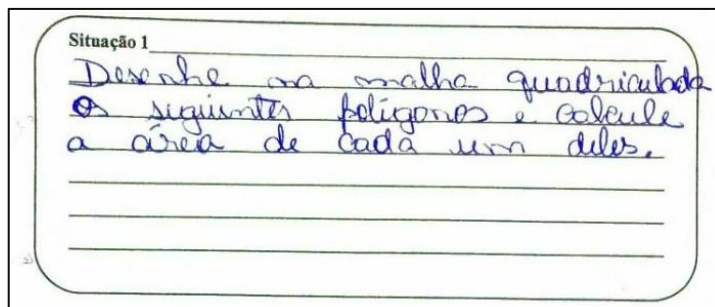 Situação 1
Desenhe na malha quadriculada
os seguintes polígonos e calcule
a área de cada um deles.